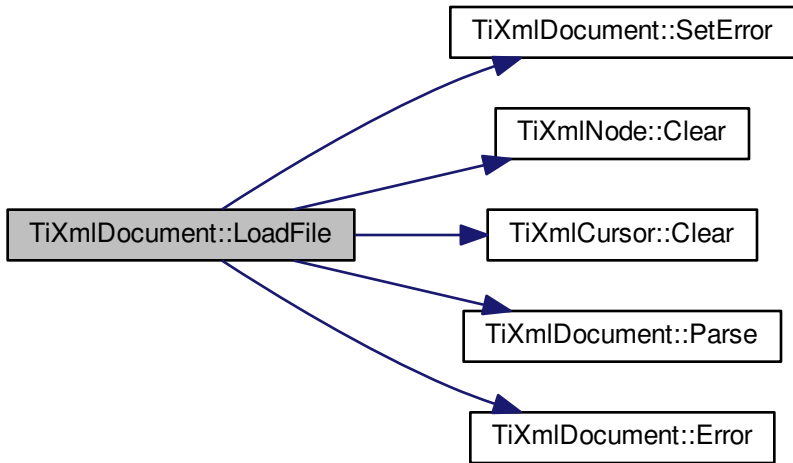 TiXmlDocument::SetError
TiXmlNode::Clear
TiXmlDocument::LoadFile
TiXmlCursor::Clear
TiXmlDocument::Parse
TiXmlDocument::Error